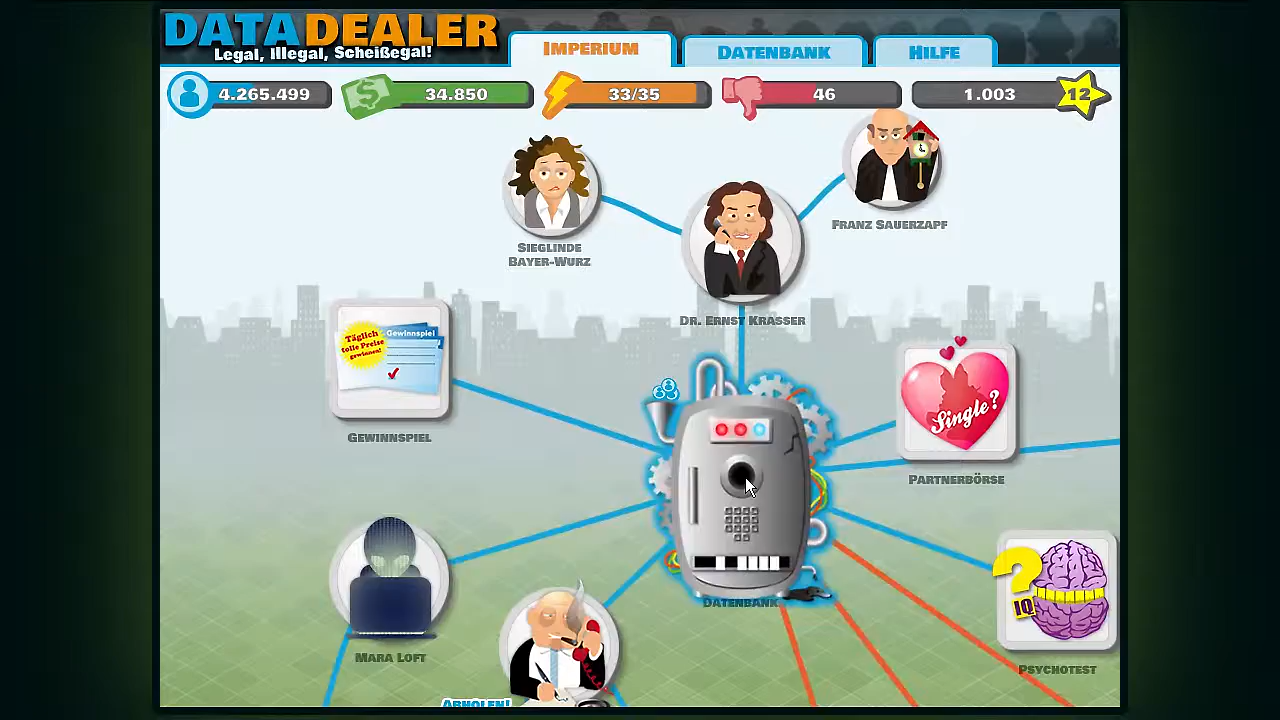 DATA DEALER
Legal, Illegal, Scheißegal!
IMPERIUM
DATENBANK
HILFE
4.265.499
34.850
33/35
46
1.003
12
FRANZ SAUERZAPF
SIEGLINDE
BAYER-WURZ
DR. ERNST KRASSER
Täglich
tolle Preise
gewinnen!
Gewinnspiel
GEWINNSPIEL
Single?
PARTNERBÖRSE
DATENBANK
IQ
?
MARA LOFT
PSYCHOTEST
ABHOLEN!